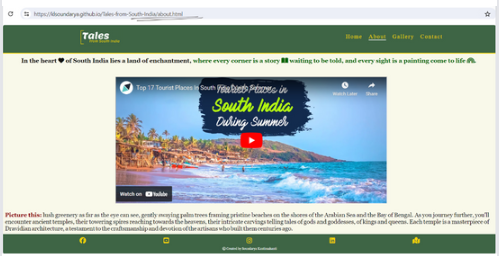 https://khsoundarya.github.io/Tales-from-South-India/about.html
Tales
from South India
Home About Gallery Contact
In the heart of South India lies a land of enchantment, where every corner is a story waiting to be told, and every sight is a painting come to life
Top 17 Tourist Places in South India During Summer
Watch later Share
Tourist Places in
South India
During Summer
Watch on YouTube
Picture this: lush greenery as far as the eye can see, gently swaying palm trees framing pristine beaches on the shores of the Arabian Sea and the Bay of Bengal. As you journey further, you'll
encounter ancient temples, their towering spires reaching towards the heavens, their intricate carvings telling tales of gods and goddesses, of kings and queens. Each temple is a masterpiece of
Dravidian architecture, a testament to the craftsmanship and devotion of the artisans who built them centuries ago.